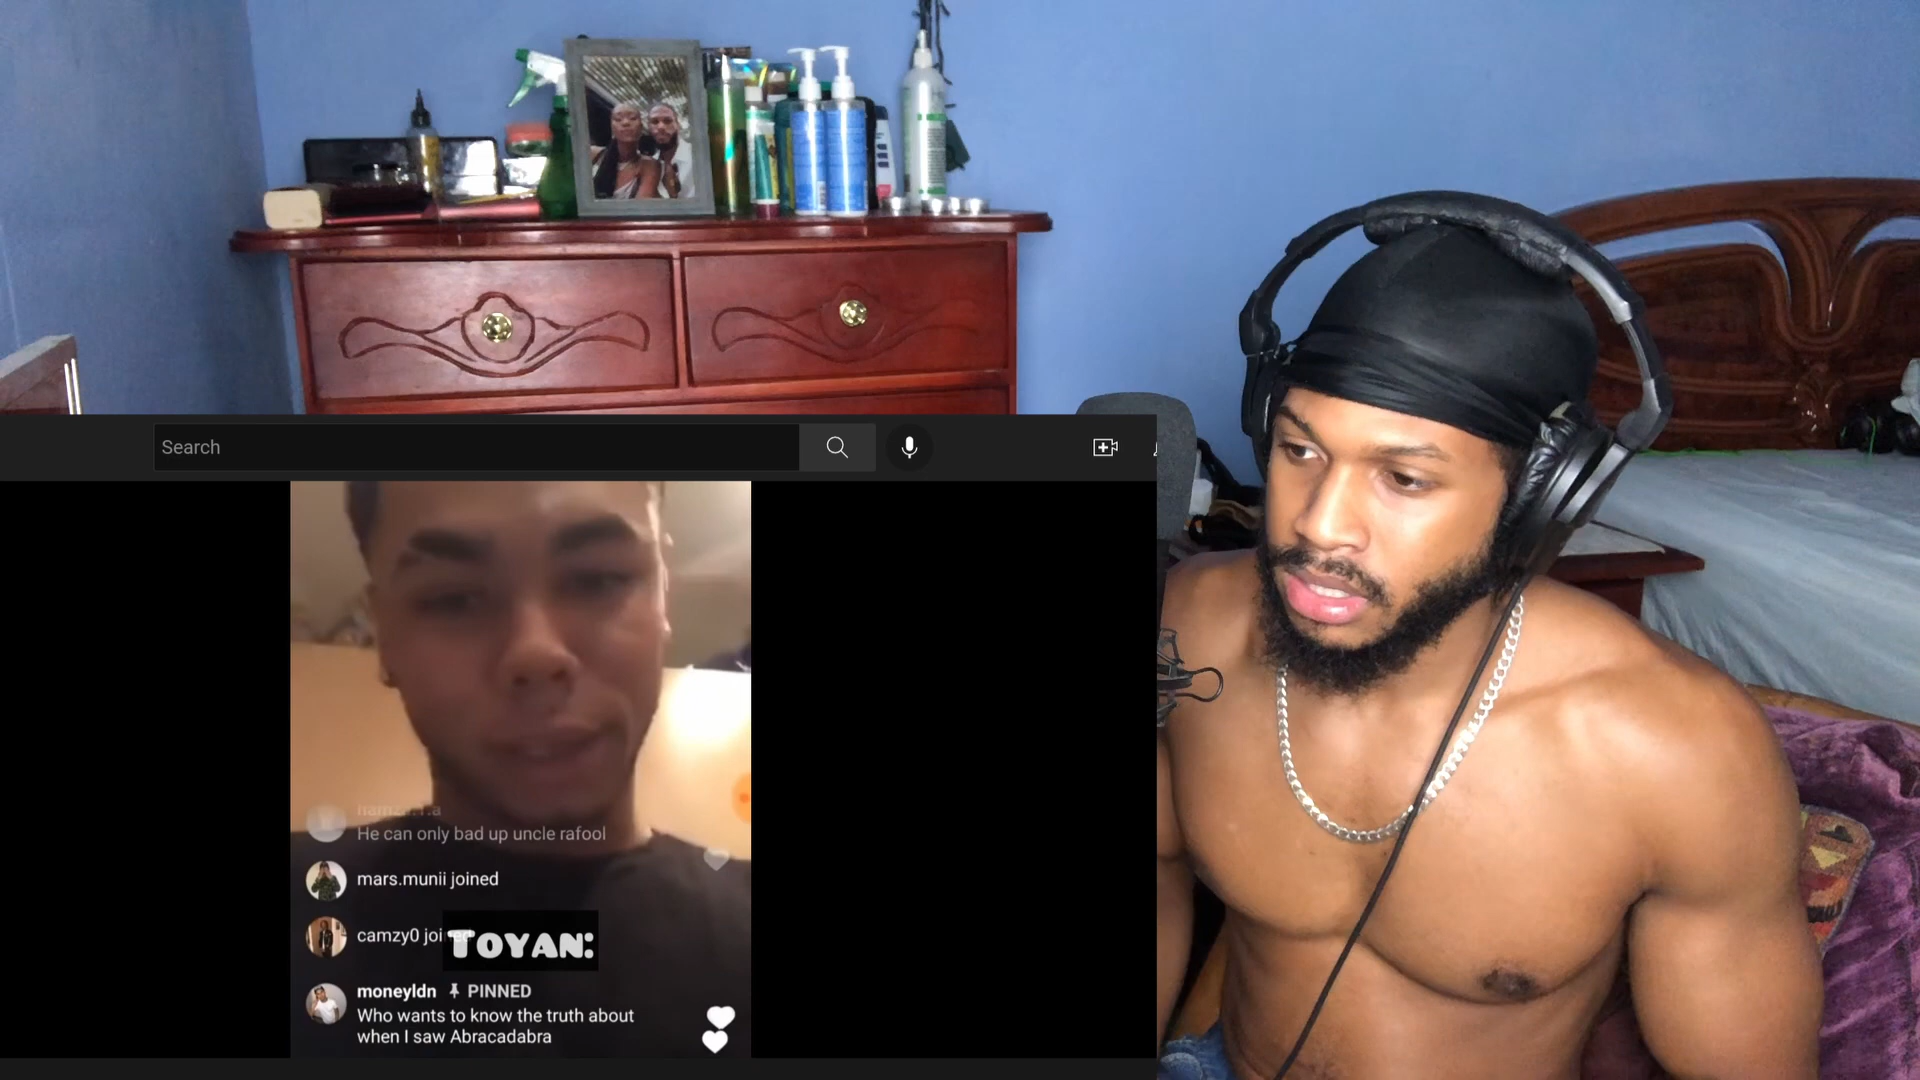 Search
He can only bad up uncle rafool
mars.munii joined
camzy0 joined
TOYAN:
moneyldn PINNED
Who wants to know the truth about
when I saw Abracadabra